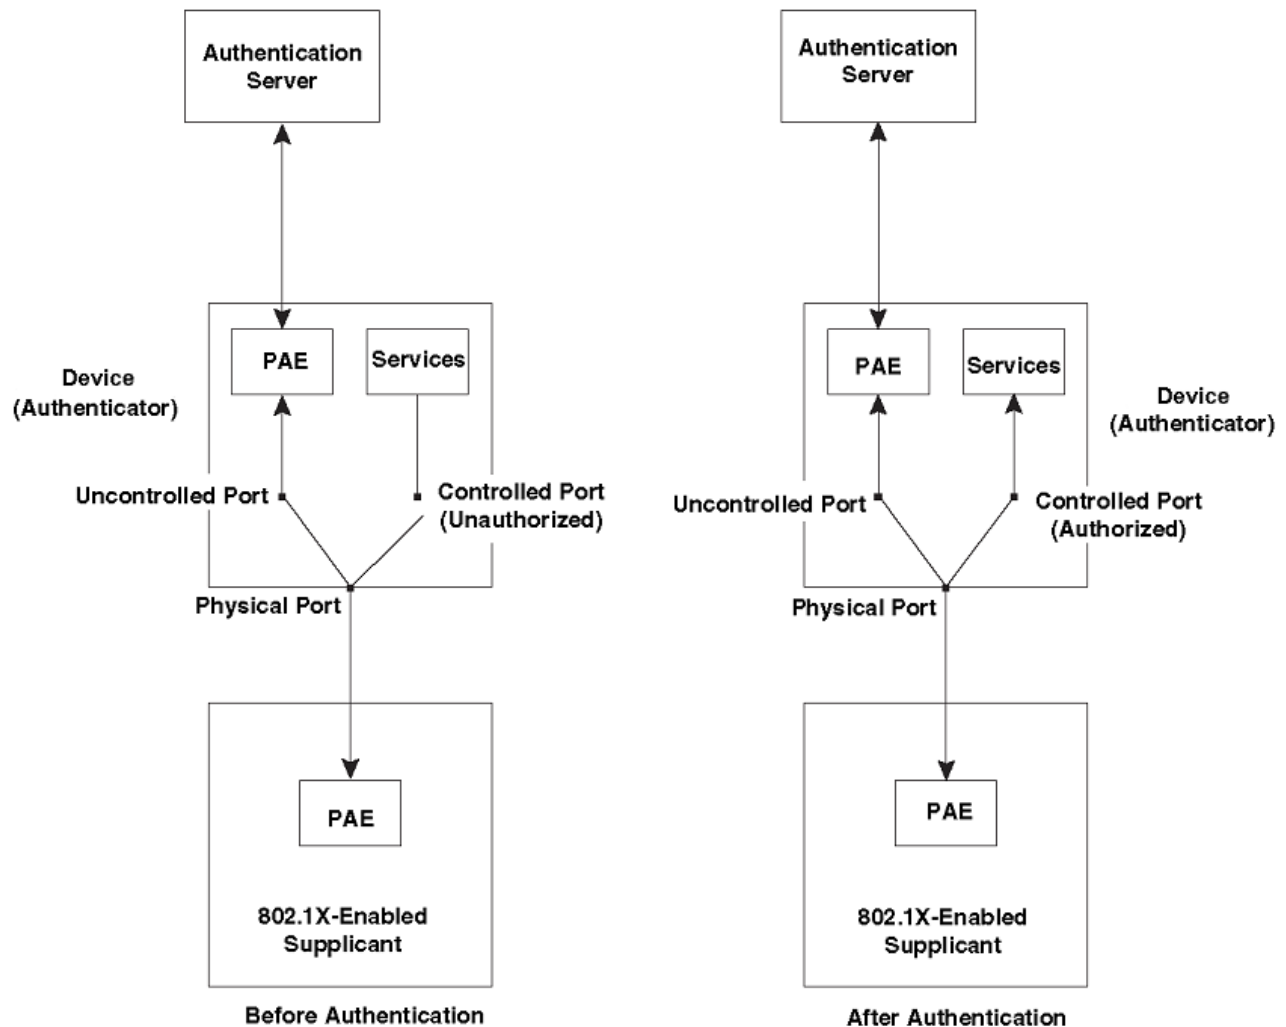 Authentication
Server
PAE
Services
Device
(Authenticator)
Uncontrolled Port
Controlled Port
(Unauthorized)
Physical Port
PAE
802.1X-Enabled
Supplicant
Before Authentication
Authentication
Server
PAE
Services
Device
(Authenticator)
Uncontrolled Port
Controlled Port
(Authorized)
Physical Port
PAE
802.1X-Enabled
Supplicant
After Authentication